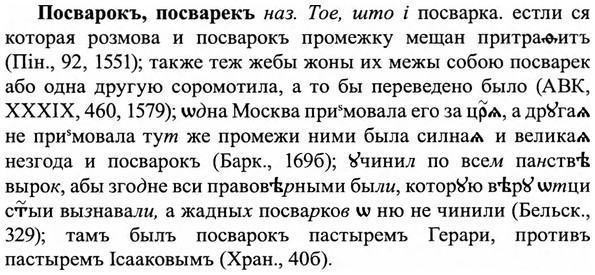 Посварокъ, посварекъ наз. Тое, што і посварка. естли ся
которая розмова и посварокъ промежку мещан притраѳитъ
(Пін., 92, 1551); также теж жебы жоны их межы собою посварек
або одна другую соромотила, а то бы переведено было (АВК,
XXXIX, 460, 1579); ѡдна Москва приˢмовала его за цр҃ѧ, а дрꙋгаѧ
не приˢмовала тут же промежи ними была силнаѧ и великаѧ
незгода и посварокъ (Барк., 169б); ꙋчинил по всем панствѣ
вырок, абы згодне вси правовѣрными были, которꙋю вѣрꙋ ѡтци
ст҃ыи вызнавали, а жадных посварков ѡ ню не чинили (Бельск.,
329); тамъ былъ посварокъ пастыремъ Герари, противъ
пастыремъ Ісааковымъ (Хран., 40б).